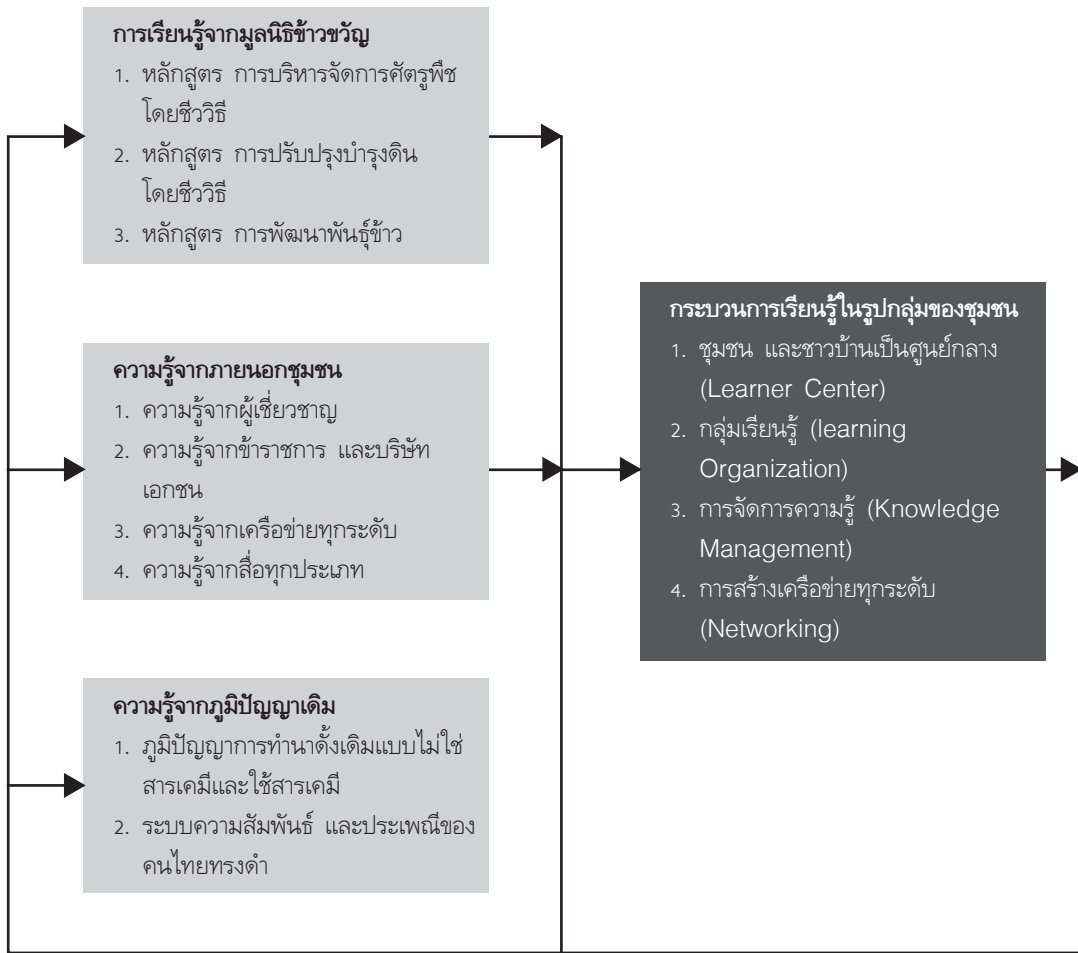 การเรียนรู้จากมูลนิธิข้าวขวัญ
1. หลักสูตร การบริหารจัดการศัตรูพืช
โดยชีววิธี
2. หลักสูตร การปรับปรุงบำรุงดิน
โดยชีววิธี
3. หลักสูตร การพัฒนาพันธุ์ข้าว
ความรู้จากภายนอกชุมชน
1. ความรู้จากผู้เชี่ยวชาญ
2. ความรู้จากข้าราชการ และบริษัท
เอกชน
3. ความรู้จากเครือข่ายทุกระดับ
4. ความรู้จากสื่อทุกประเภท
ความรู้จากภูมิปัญญาเดิม
1. ภูมิปัญญาการทำนาดั้งเดิมแบบไม่ใช่
สารเคมีและใช้สารเคมี
2. ระบบความสัมพันธ์ และประเพณีของ
คนไทยทรงดำ
กระบวนการเรียนรู้ในรูปกลุ่มของชุมชน
1. ชุมชน และชาวบ้านเป็นศูนย์กลาง
(Learner Center)
2. กลุ่มเรียนรู้ (learning
Organization)
3. การจัดการความรู้ (Knowledge
Management)
4. การสร้างเครือข่ายทุกระดับ
(Networking)